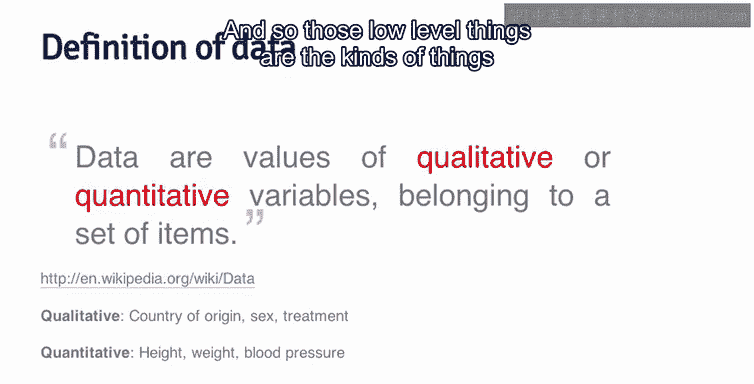 And so those low level things
are the kinds of things
Definition of data
“ Data are values of qualitative or
quantitative variables, belonging to a
set of items. ”
http://en.wikipedia.org/wiki/Data
Qualitative: Country of origin, sex, treatment
Quantitative: Height, weight, blood pressure